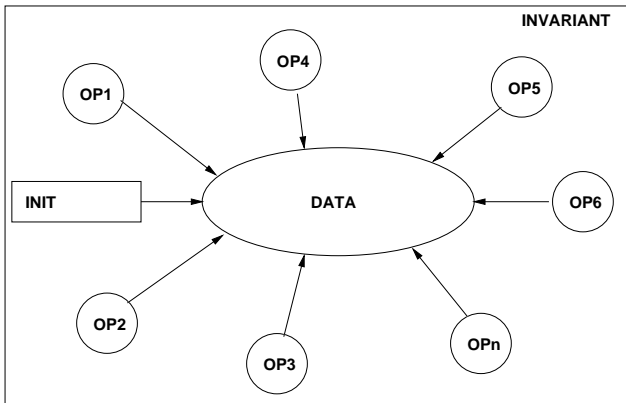 INVARIANT
OP4
OP1
OP5
INIT
DATA
OP6
OP2
OP3
OPn